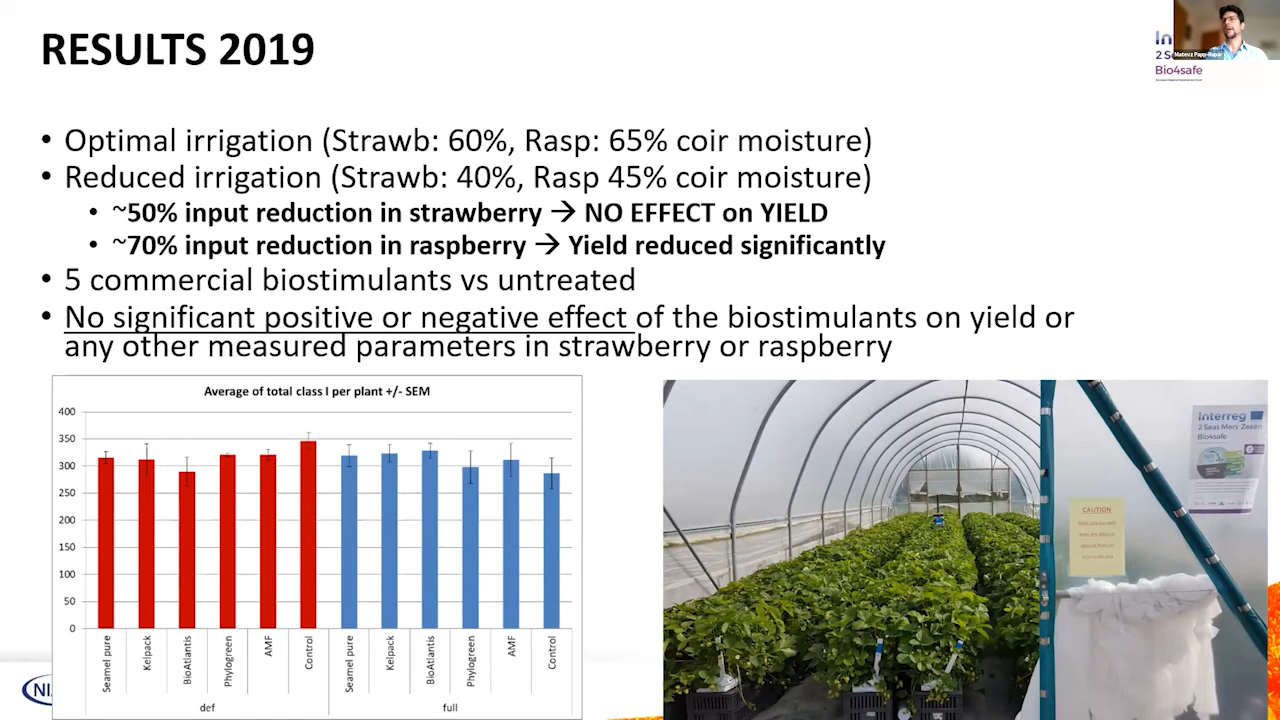 RESULTS 2019
Matevz Papp-Rupar
2 S
Bio4safe
• Optimal irrigation (Strawb: 60%, Rasp: 65% coir moisture)
• Reduced irrigation (Strawb: 40%, Rasp 45% coir moisture)
• ~50% input reduction in strawberry → NO EFFECT on YIELD
• ~70% input reduction in raspberry → Yield reduced significantly
• 5 commercial biostimulants vs untreated
• No significant positive or negative effect of the biostimulants on yield or
any other measured parameters in strawberry or raspberry
Average of total class I per plant +/- SEM
400
350
300
250
200
150
100
50
0
Seamel pure
Kelpack
BioAtlantis
Phylogreen
AMF
Control
Seamel pure
Kelpack
BioAtlantis
Phylogreen
AMF
Control
def
full
Interreg
2 Seas Mers Zeeën
Bio4safe
CAUTION